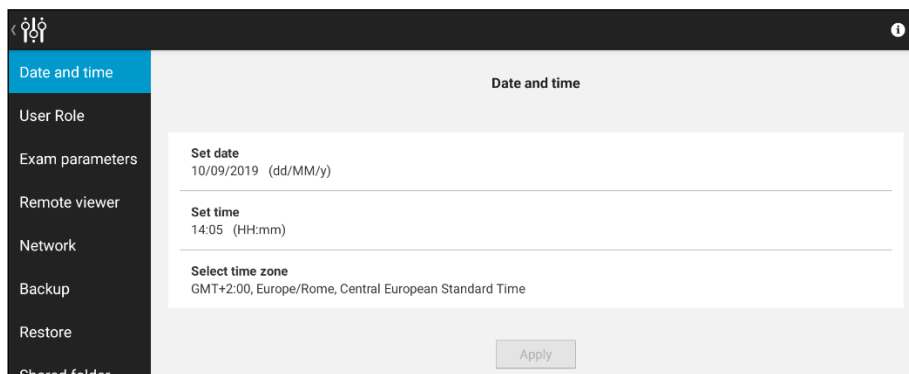 Date and time
User Role
Exam parameters
Remote viewer
Network
Backup
Restore
Shared folder
Date and time
Set date
10/09/2019 (dd/MM/y)
Set time
14:05 (HH:mm)
Select time zone
GMT+2:00, Europe/Rome, Central European Standard Time
Apply